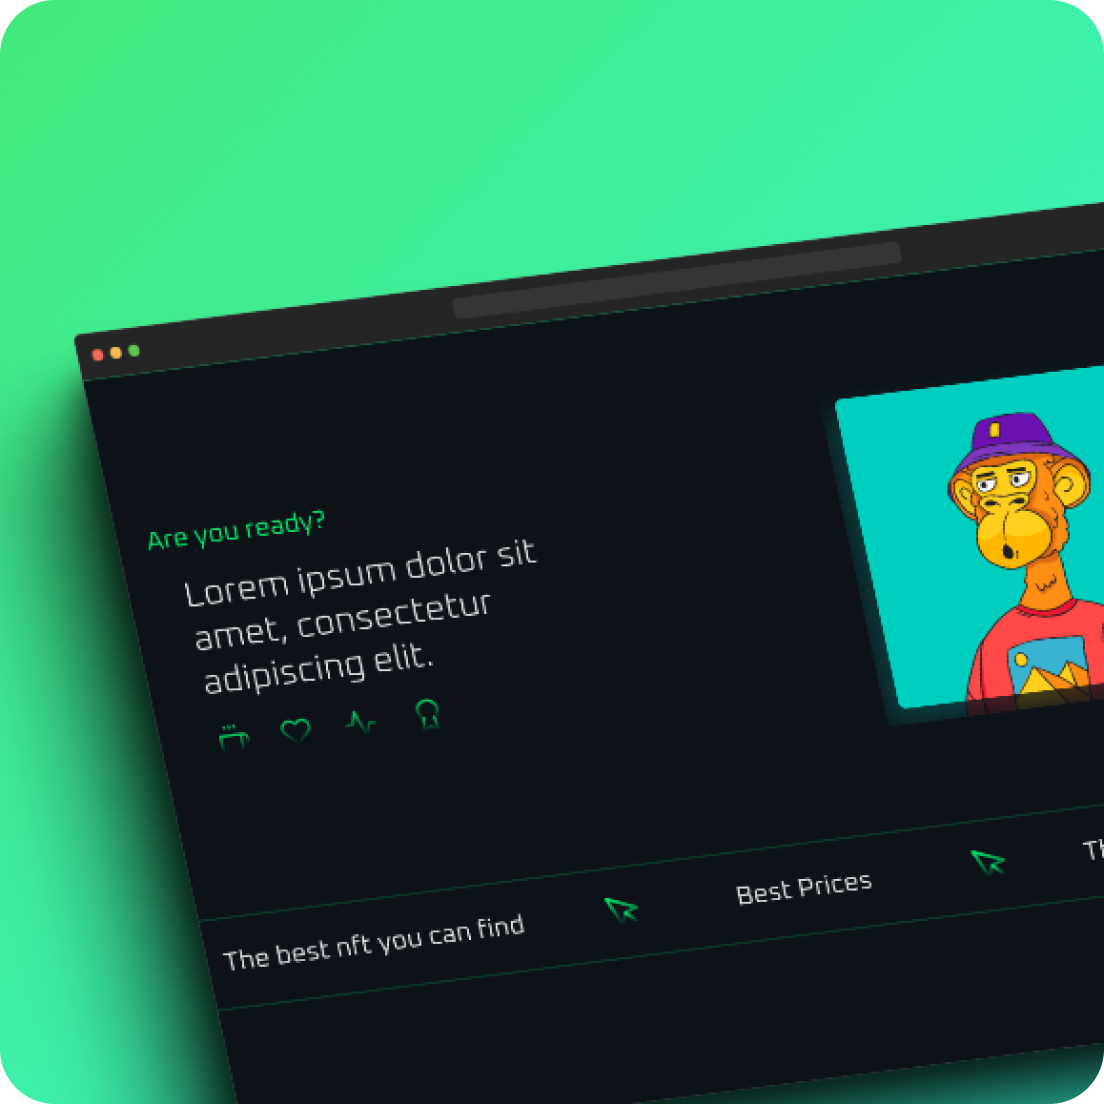 Are you ready?
Lorem ipsum dolor sit
amet, consectetur
adipiscing elit.
The best nft you can find
Best Prices